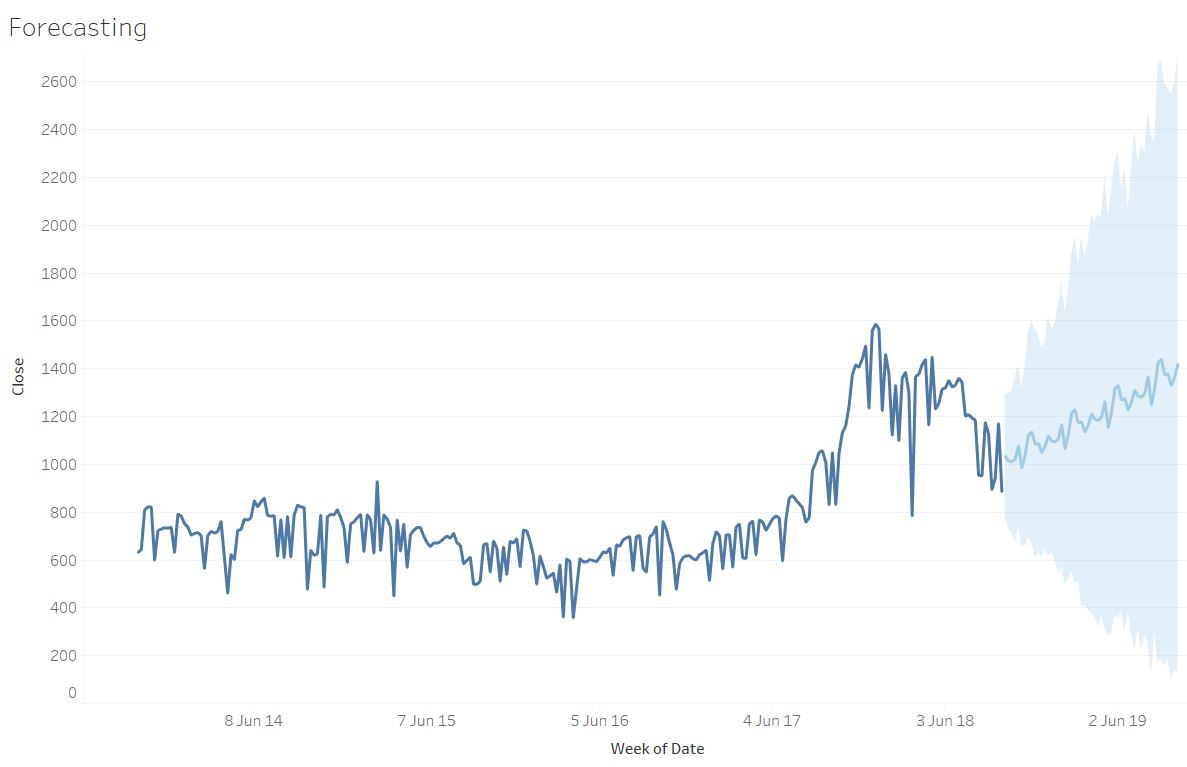 Forecasting
2600
2400
2200
2000
1800
1600
1400
1200
1000
800
600
400
200
0
Close
8 Jun 14
7 Jun 15
5 Jun 16
4 Jun 17
3 Jun 18
2 Jun 19
Week of Date